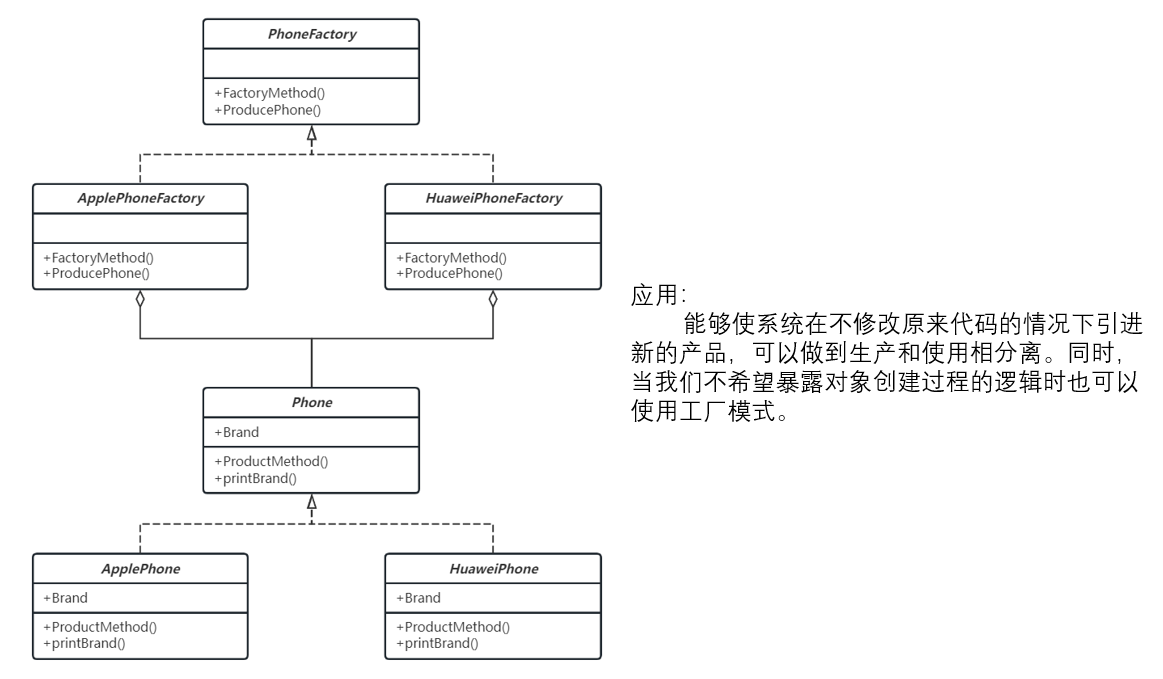 PhoneFactory
+FactoryMethod()
+ProducePhone()
ApplePhoneFactory
+FactoryMethod()
+ProducePhone()
HuaweiPhoneFactory
+FactoryMethod()
+ProducePhone()
Phone
+Brand
+ProductMethod()
+printBrand()
ApplePhone
+Brand
+ProductMethod()
+printBrand()
HuaweiPhone
+Brand
+ProductMethod()
+printBrand()
应用：
能够使系统在不修改原来代码的情况下引进
新的产品，可以做到生产和使用相分离。同时，
当我们不希望暴露对象创建过程的逻辑时也可以
使用工厂模式。